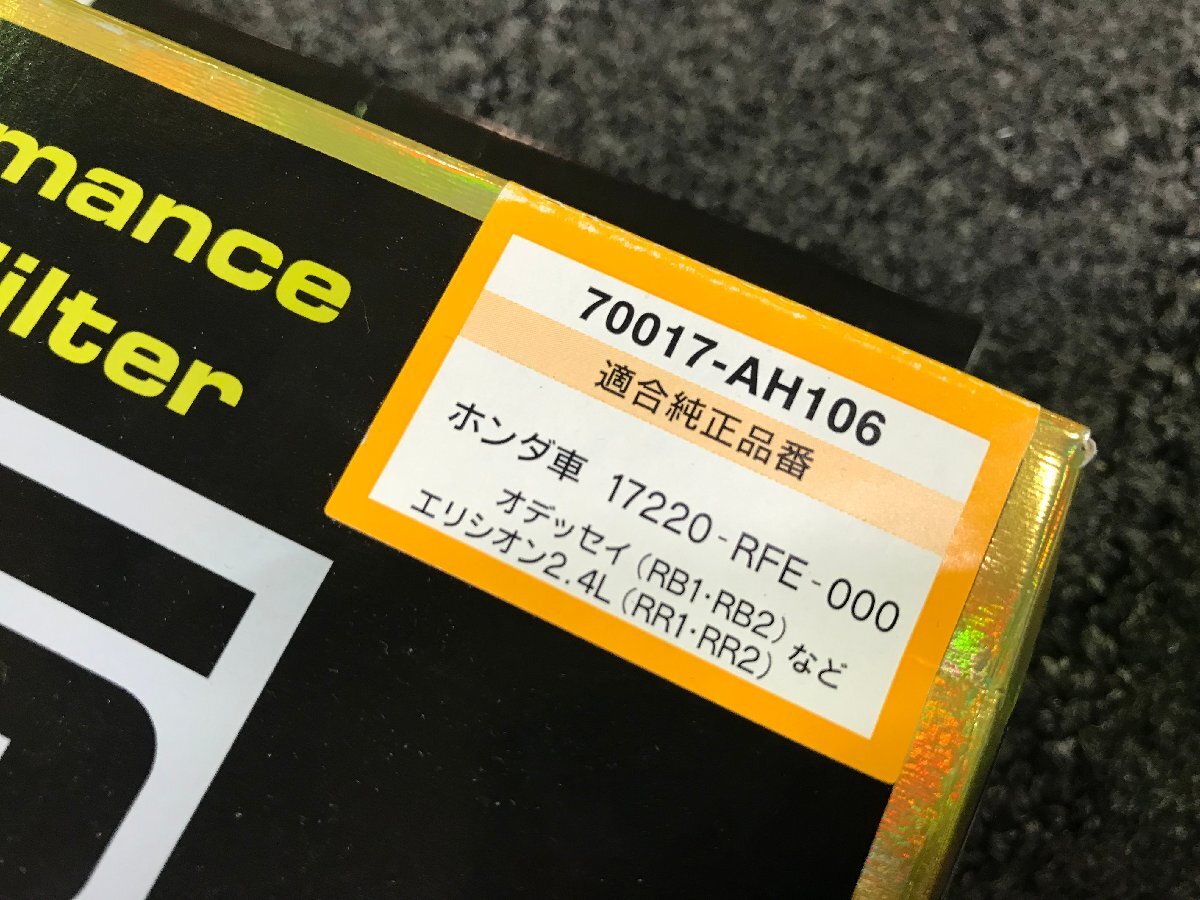 mance
filter
70017-AH106
適合純正品番
ホンダ車 17220-RFE-000
オデッセイ(RB1・RB2)
エリシオン2.4L(RR1・RR2)など